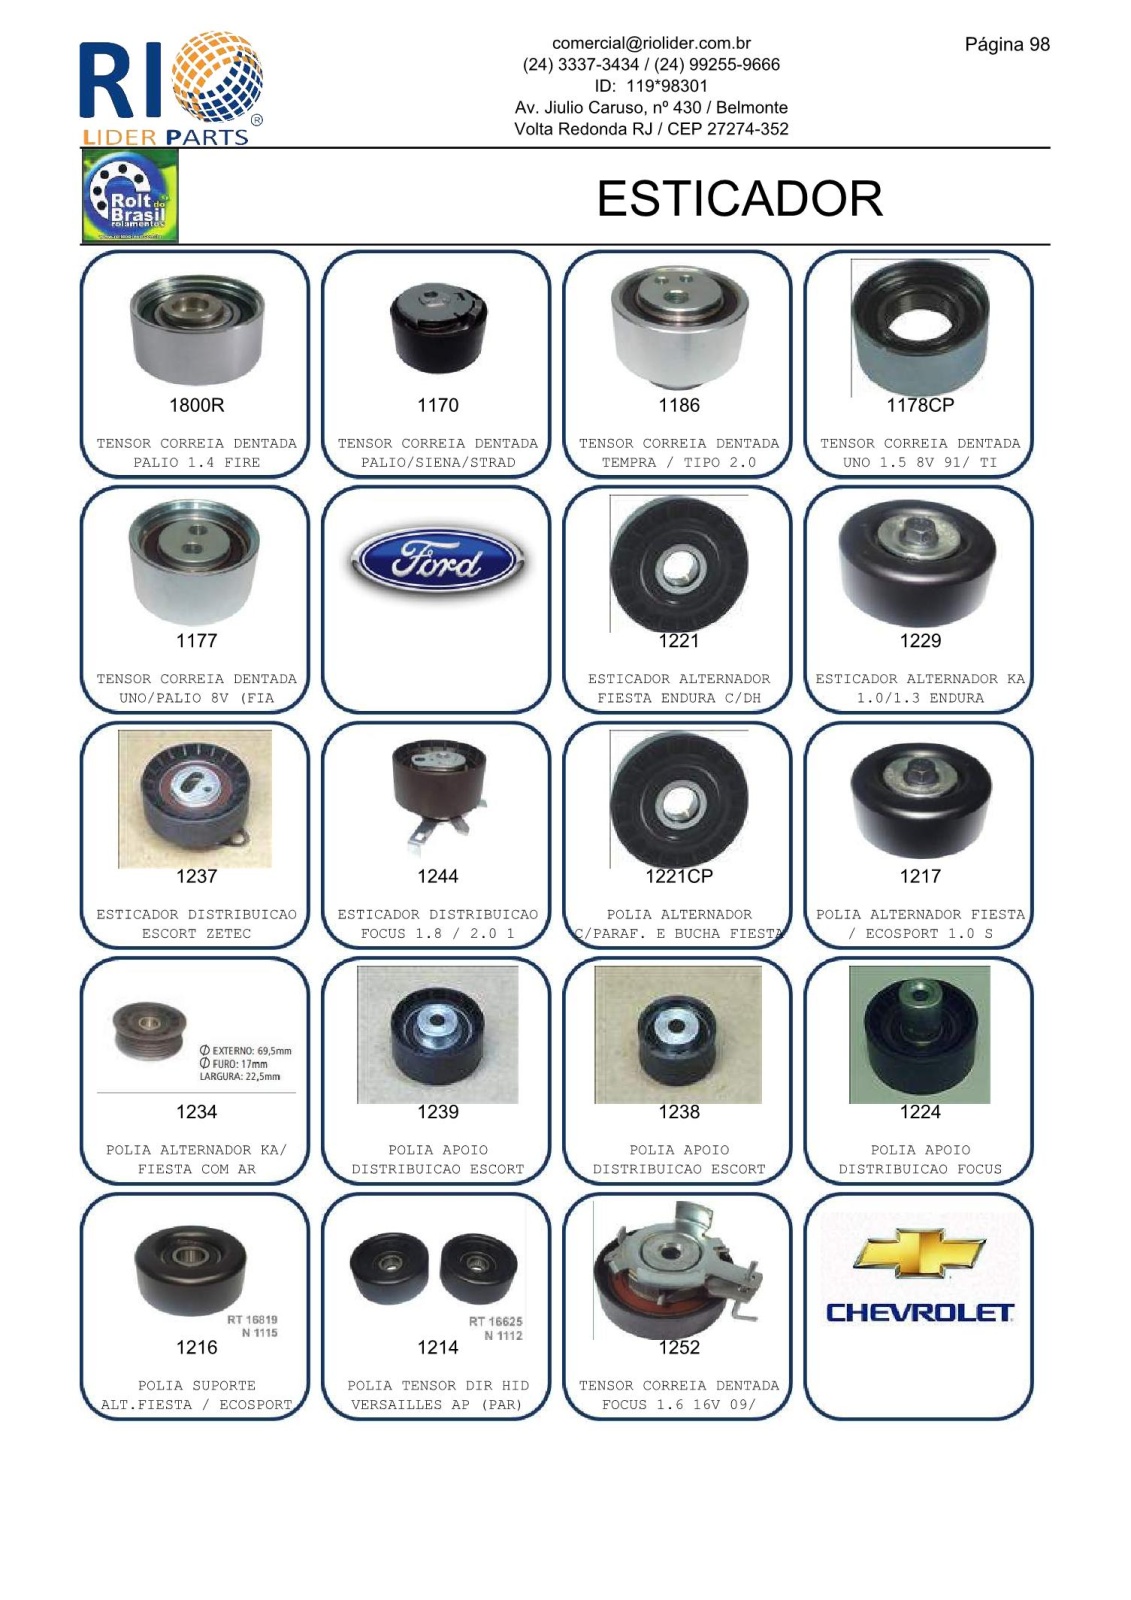 RIO
LIDER PARTS
®
comercial@riolider.com.br
(24) 3337-3434 / (24) 99255-9666
ID: 119*98301
Av. Jiulio Caruso, nº 430 / Belmonte
Volta Redonda RJ / CEP 27274-352
Página 98
Rolt do
Brasil
rolamentos
ESTICADOR
1800R
TENSOR CORREIA DENTADA
PALIO 1.4 FIRE
1170
TENSOR CORREIA DENTADA
PALIO/SIENA/STRAD
1186
TENSOR CORREIA DENTADA
TEMPRA / TIPO 2.0
1178CP
TENSOR CORREIA DENTADA
UNO 1.5 8V 91/ TI
1177
TENSOR CORREIA DENTADA
UNO/PALIO 8V (FIA
Ford
1221
ESTICADOR ALTERNADOR
FIESTA ENDURA C/DH
1229
ESTICADOR ALTERNADOR KA
1.0/1.3 ENDURA
1237
ESTICADOR DISTRIBUICAO
ESCORT ZETEC
1244
ESTICADOR DISTRIBUICAO
FOCUS 1.8 / 2.0 1
1221CP
POLIA ALTERNADOR
C/PARAF. E BUCHA FIESTA
1217
POLIA ALTERNADOR FIESTA
/ ECOSPORT 1.0 S
∅ EXTERNO: 69,5mm
∅ FURO: 17mm
LARGURA: 22,5mm
1234
POLIA ALTERNADOR KA/
FIESTA COM AR
1239
POLIA APOIO
DISTRIBUICAO ESCORT
1238
POLIA APOIO
DISTRIBUICAO ESCORT
1224
POLIA APOIO
DISTRIBUICAO FOCUS
RT 16819
N 1115
1216
POLIA SUPORTE
ALT.FIESTA / ECOSPORT
RT 16625
N 1112
1214
POLIA TENSOR DIR HID
VERSAILLES AP (PAR)
1252
TENSOR CORREIA DENTADA
FOCUS 1.6 16V 09/
CHEVROLET